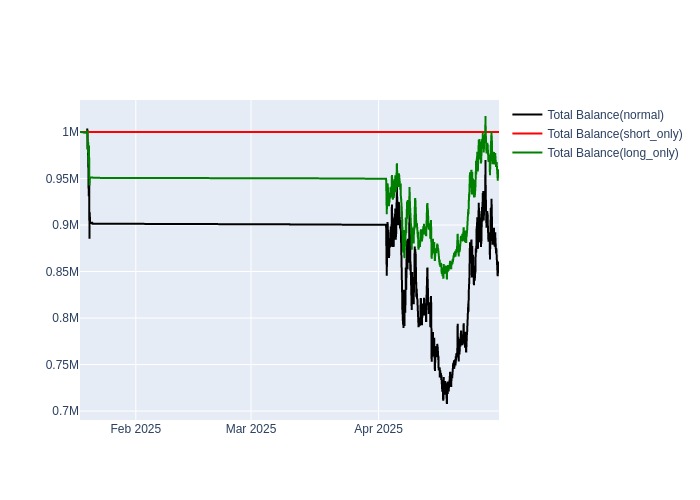 1M
0.95M
0.9M
0.85M
0.8M
0.75M
0.7M
Feb 2025
Mar 2025
Apr 2025
Total Balance(normal)
Total Balance(short_only)
Total Balance(long_only)